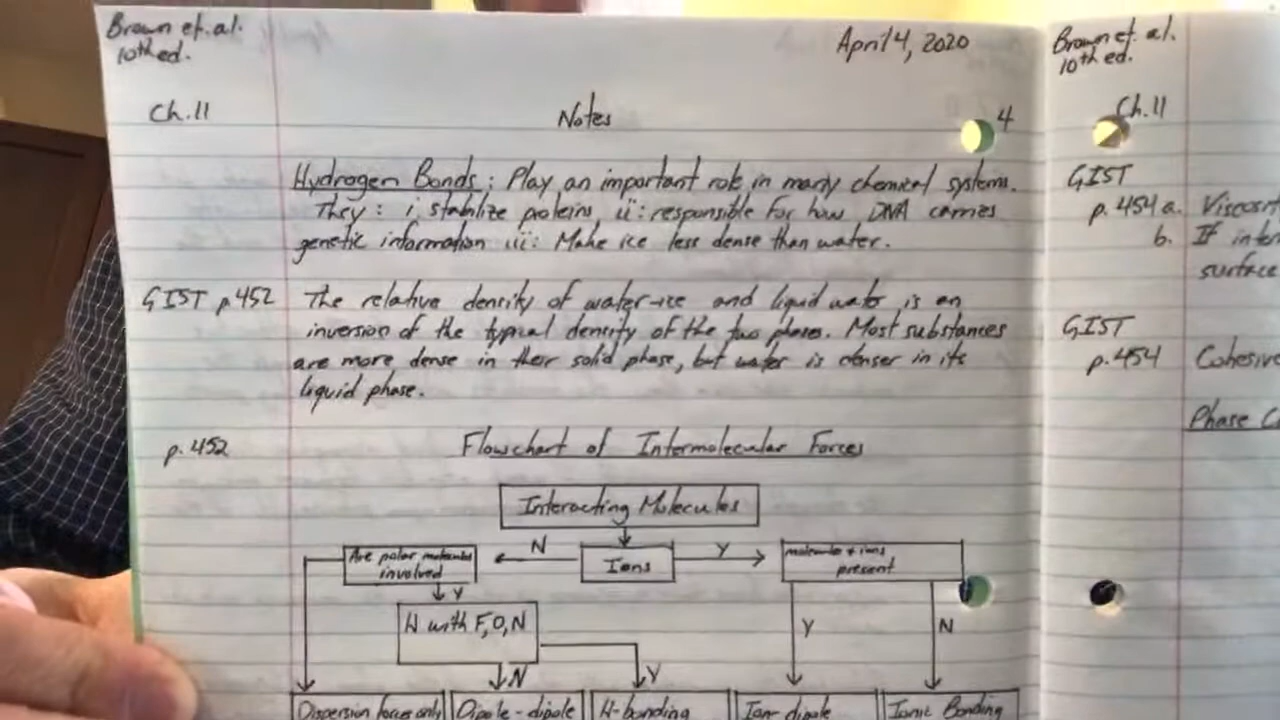 Brown et. al.
10th ed.
April 4, 2020
Ch. 11
Notes
4
Hydrogen Bonds: Play an important role in many chemical systems.
They: i, stabilize proteins, ii: responsible for how DNA carries
genetic information iii: Make ice less dense than water.
GIST p.452
The relative density of water-ice and liquid water is an
inversion of the typical density of the two phases. Most substances
are more dense in their solid phase, but water is denser in its
liquid phase.
p. 452
Flowchart of Intermolecular Forces
Interacting Molecules
Are polar molecules
involved
N
Ions
Y
molecules + ions
present
Y
H with F, O, N
Y
N
N
Y
Dispersion forces only
Dipole-dipole
H-bonding
Ion-dipole
Ionic Bonding
Brown et. al.
10th ed.
Ch. 11
GIST
p. 454 a.
b. If
surface
GIST
p. 454
Cohesive
Phase